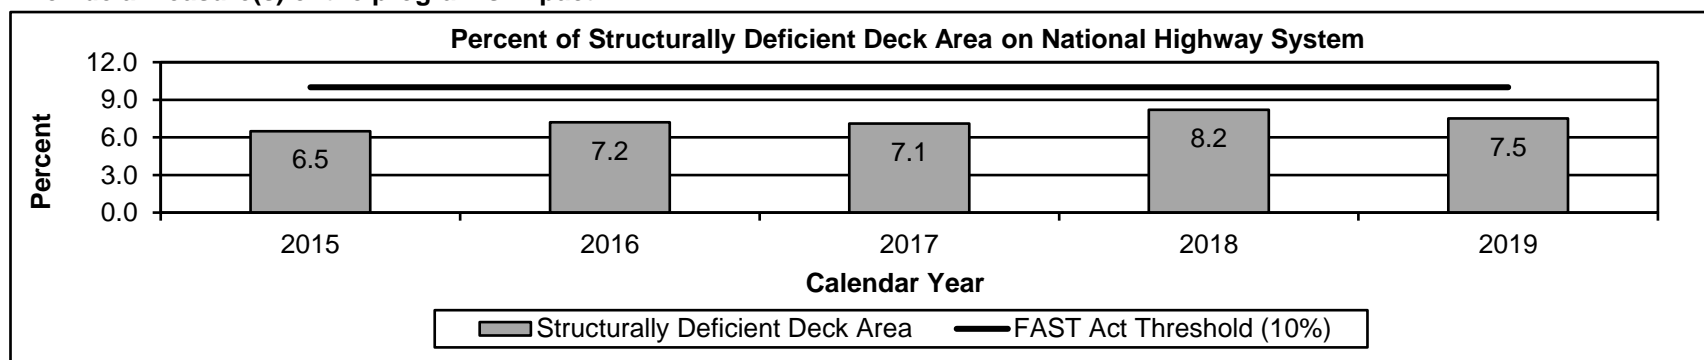 Percent of Structurally Deficient Deck Area on National Highway System
12.0
9.0
6.0
3.0
0.0
Percent
6.5
7.2
7.1
8.2
7.5
2015 2016 2017 2018 2019
Calendar Year
Structurally Deficient Deck Area FAST Act Threshold (10%)